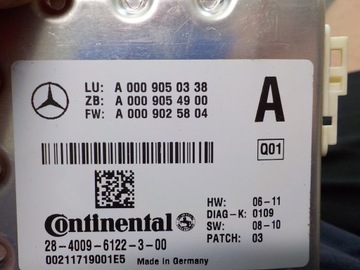 LU: A 000 905 03 38
ZB: A 000 905 49 00
FW: A 000 902 58 04
A
Q01
HW: 06-11
DIAG-K: 0109
SW: 08-10
PATCH: 03
Continental
28-4009-6122-3-00
00211719001E5 Made in Germany